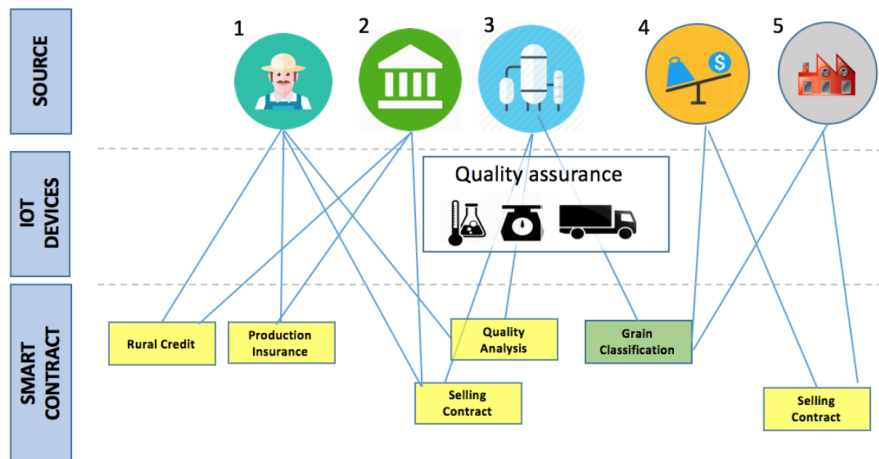 SOURCE
1
2
3
4
5
$
IOT
DEVICES
Quality assurance
SMART
CONTRACT
Rural Credit
Production
Insurance
Quality
Analysis
Grain
Classification
Selling
Contract
Selling
Contract